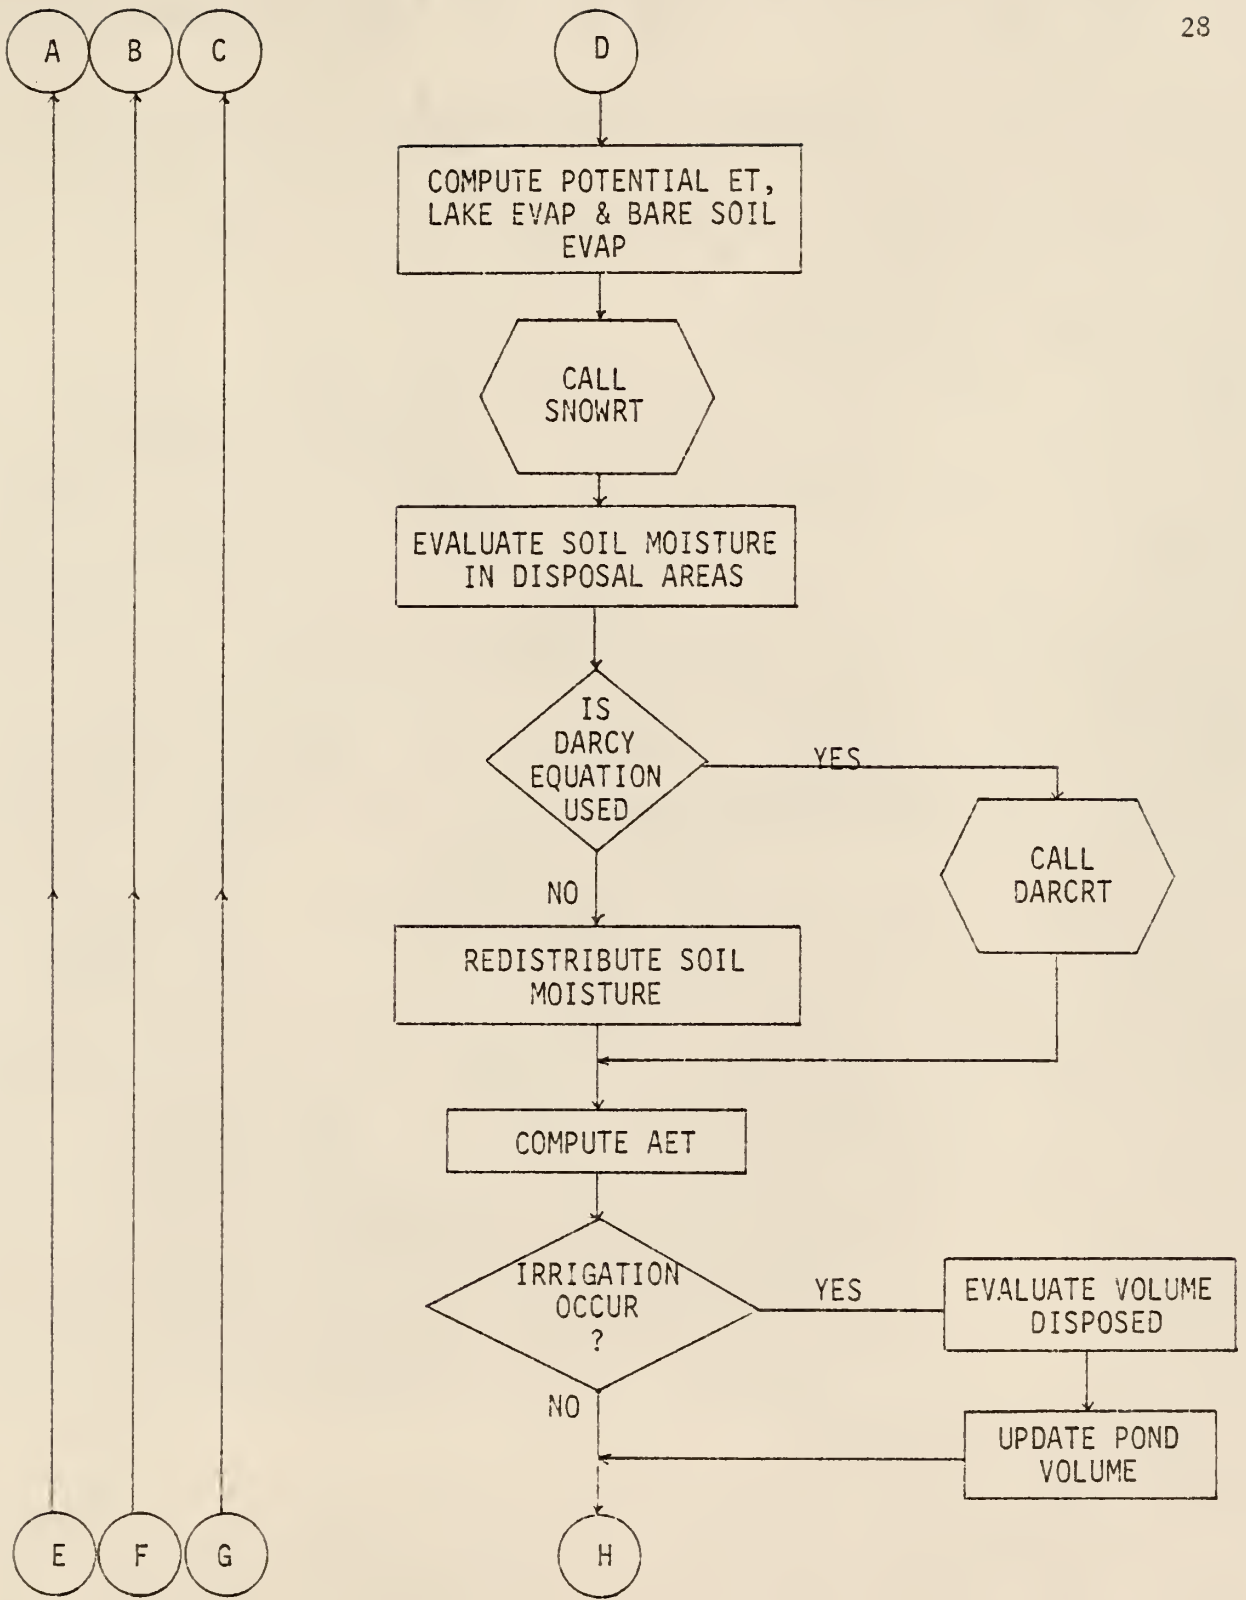 28
A B C D
COMPUTE POTENTIAL ET,
LAKE EVAP & BARE SOIL
EVAP
CALL
SNOWRT
EVALUATE SOIL MOISTURE
IN DISPOSAL AREAS
IS
DARCY
EQUATION
USED
YES
CALL
DARCRT
NO
REDISTRIBUTE SOIL
MOISTURE
COMPUTE AET
IRRIGATION
OCCUR
?
YES
EVALUATE VOLUME
DISPOSED
NO
UPDATE POND
VOLUME
E F G H